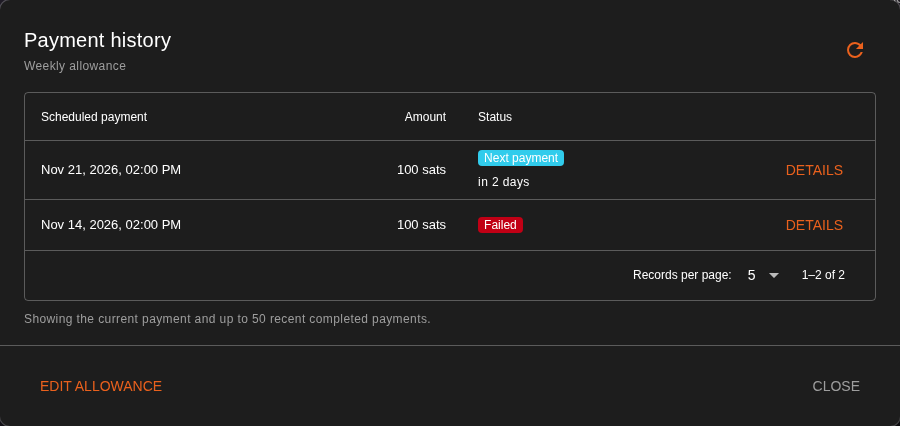 Payment history
Weekly allowance
Scheduled payment Amount Status
Nov 21, 2026, 02:00 PM 100 sats Next payment in 2 days DETAILS
Nov 14, 2026, 02:00 PM 100 sats Failed DETAILS
Records per page: 5 1–2 of 2
Showing the current payment and up to 50 recent completed payments.
EDIT ALLOWANCE CLOSE